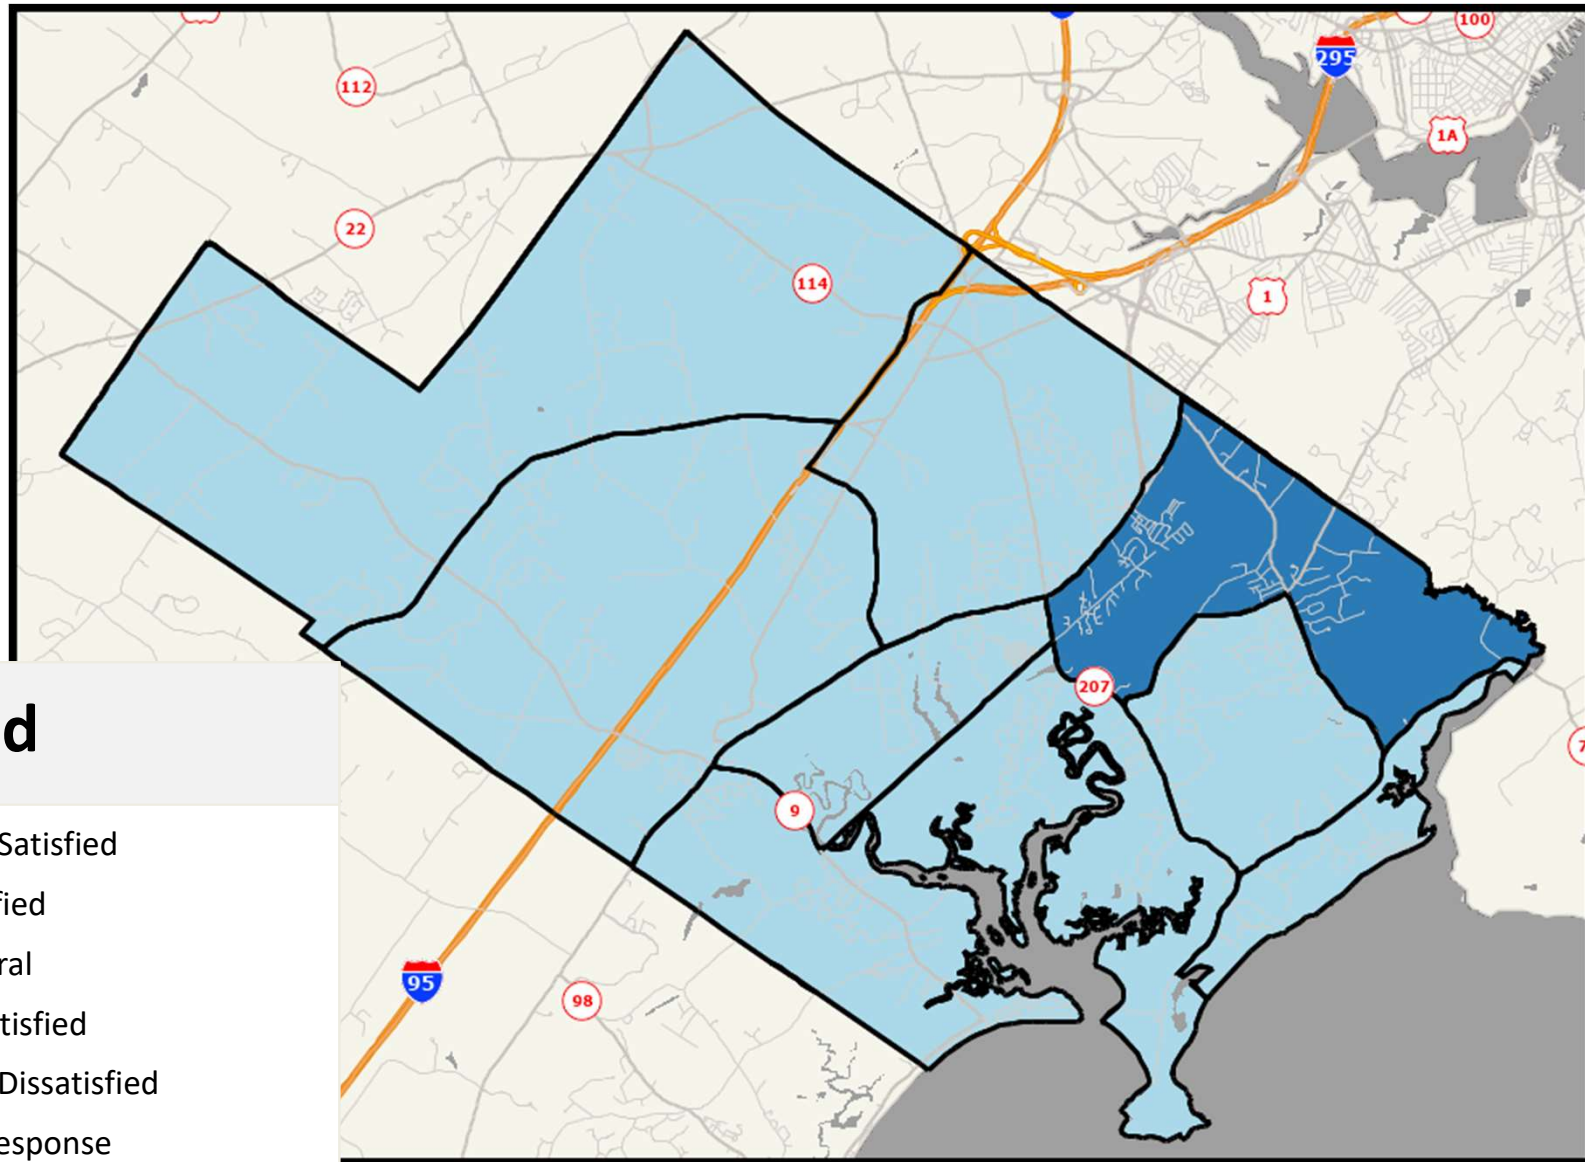 100
295
112
1A
22
114
1
207
9
95
98
d
Satisfied
fied
ral
tisfied
Dissatisfied
esponse